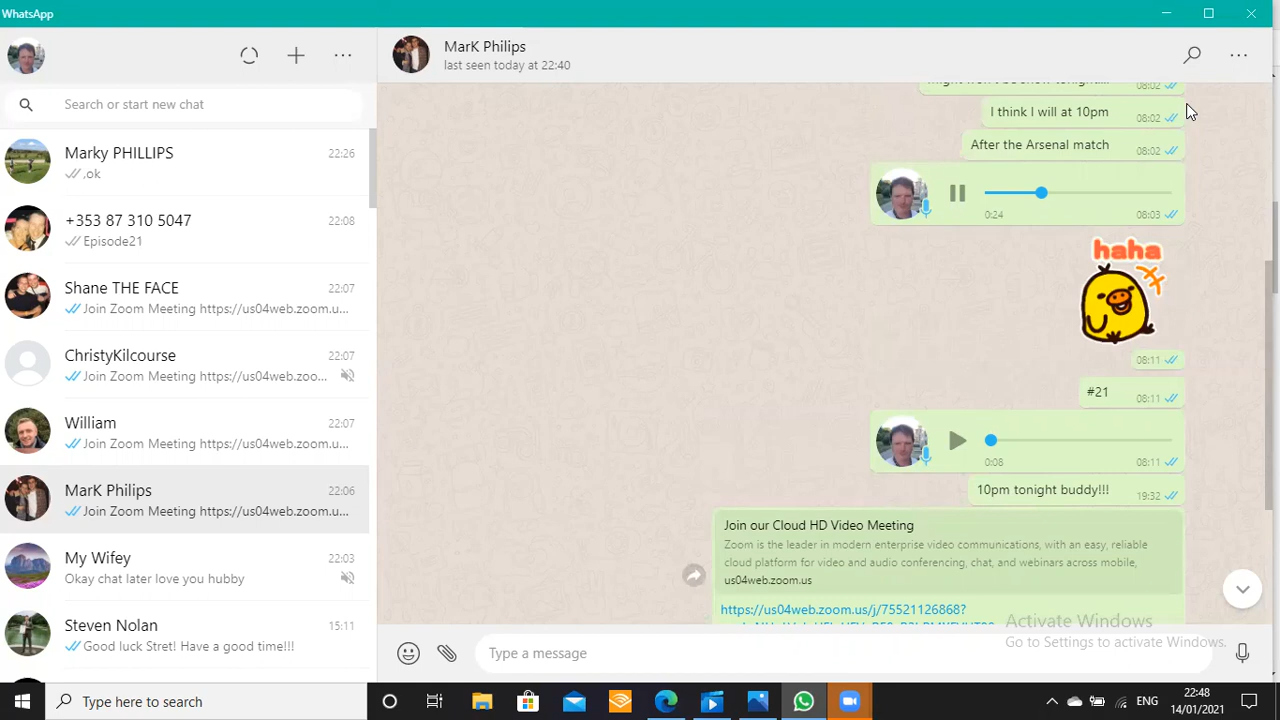 WhatsApp
MarK Philips
last seen today at 22:40
Search or start new chat
Marky PHILLIPS
22:26
,ok
+353 87 310 5047
22:08
Episode21
Shane THE FACE
22:07
Join Zoom Meeting https://us04web.zoom.u...
ChristyKilcourse
22:07
Join Zoom Meeting https://us04web.zoo...
William
22:07
Join Zoom Meeting https://us04web.zoom.u...
MarK Philips
22:06
Join Zoom Meeting https://us04web.zoom.u...
My Wifey
22:03
Okay chat later love you hubby
Steven Nolan
15:11
Good luck Stret! Have a good time!!!
08:02
I think I will at 10pm
08:02
After the Arsenal match
08:02
0:24
08:03
haha
08:11
#21
08:11
0:08
08:11
10pm tonight buddy!!!
19:32
Join our Cloud HD Video Meeting
Zoom is the leader in modern enterprise video communications, with an easy, reliable
cloud platform for video and audio conferencing, chat, and webinars across mobile,
us04web.zoom.us
https://us04web.zoom.us/j/75521126868?
Activate Windows
Go to Settings to activate Windows.
Type a message
Type here to search
ENG
22:48
14/01/2021